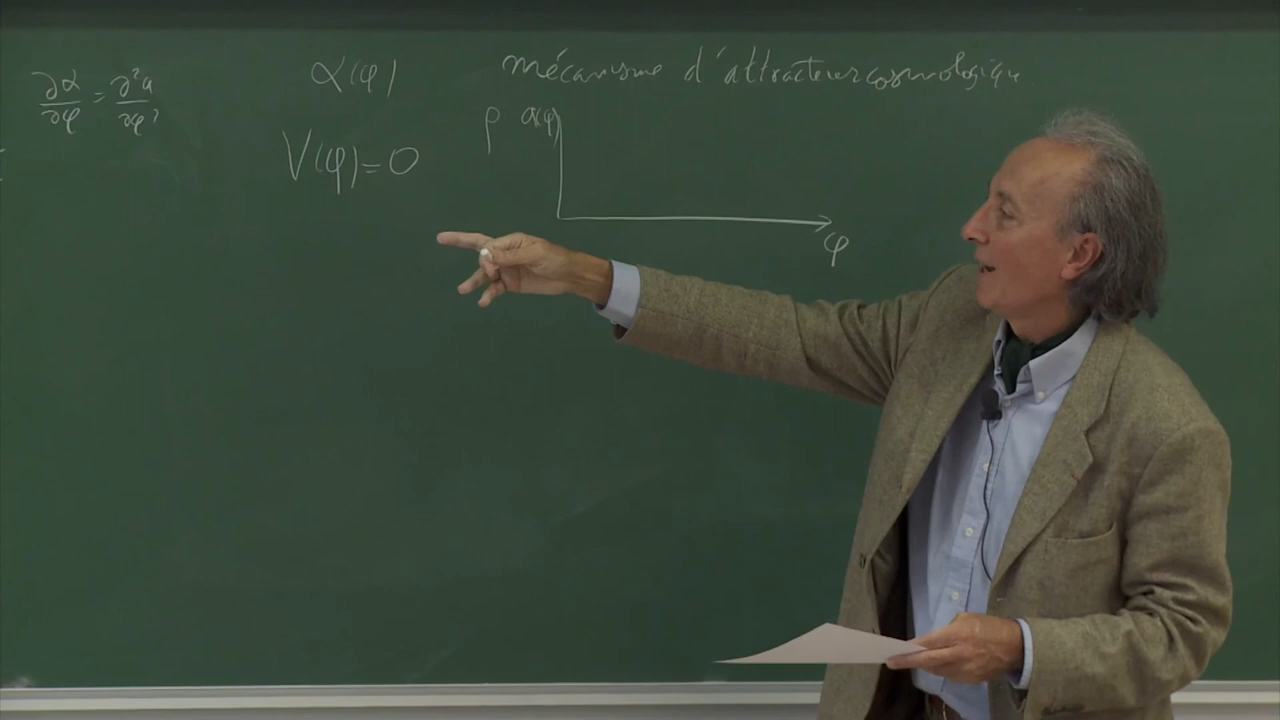 ∂α/∂φ = ∂²a/∂φ²
α(φ)
V(φ)=0
mécanisme d'attracteur cosmologique
ρ a(φ)
φ